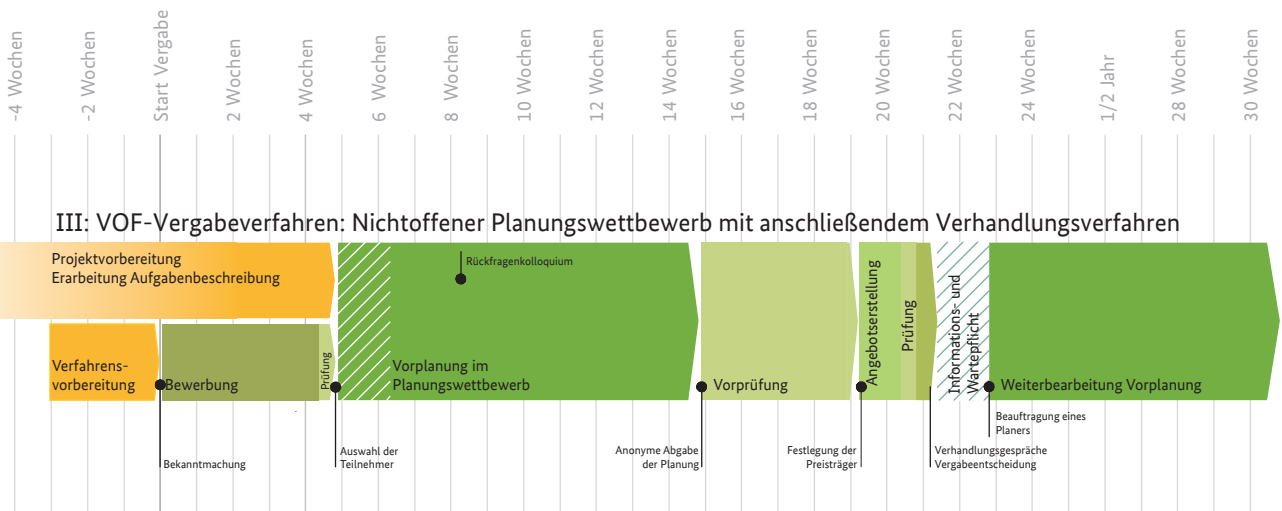 -4 Wochen
-2 Wochen
Start Vergabe
2 Wochen
4 Wochen
6 Wochen
8 Wochen
10 Wochen
12 Wochen
14 Wochen
16 Wochen
18 Wochen
20 Wochen
22 Wochen
24 Wochen
1/2 Jahr
28 Wochen
30 Wochen
III: VOF-Vergabeverfahren: Nichtoffener Planungswettbewerb mit anschließendem Verhandlungsverfahren
Projektvorbereitung
Erarbeitung Aufgabenbeschreibung
Rückfragenkolloquium
Verfahrens-
vorbereitung
Bewerbung
Prüfung
Vorplanung im
Planungswettbewerb
Vorprüfung
Angebotserstellung
Prüfung
Informations- und
Wartepflicht
Weiterbearbeitung Vorplanung
Bekanntmachung
Auswahl der
Teilnehmer
Anonyme Abgabe
der Planung
Festlegung der
Preisträger
Verhandlungsgespräche
Vergabeentscheidung
Beauftragung eines
Planers